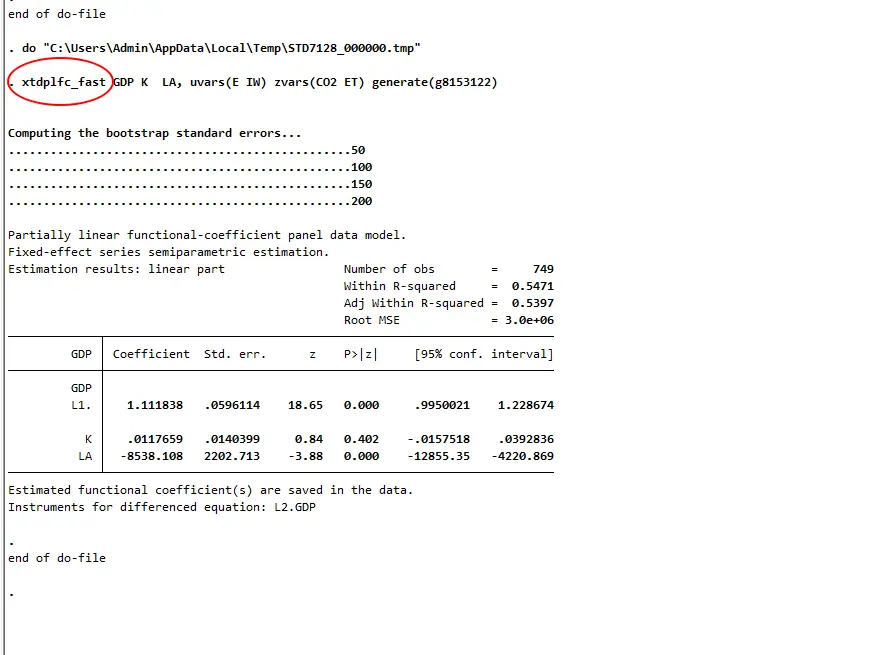 end of do-file
. do "C:\Users\Admin\AppData\Local\Temp\STD7128_000000.tmp"
. xtdplfc_fast GDP K  LA, uvars(E IW) zvars(CO2 ET) generate(g8153122)
Computing the bootstrap standard errors...
.................................................50
.................................................100
.................................................150
.................................................200
Partially linear functional-coefficient panel data model.
Fixed-effect series semiparametric estimation.
Estimation results: linear part Number of obs = 749
Within R-squared = 0.5471
Adj Within R-squared = 0.5397
Root MSE = 3.0e+06
GDP Coefficient Std. err. z P>|z| [95% conf. interval]
GDP
L1. 1.111838 .0596114 18.65 0.000 .9950021 1.228674
K .0117659 .0140399 0.84 0.402 -.0157518 .0392836
LA -8538.108 2202.713 -3.88 0.000 -12855.35 -4220.869
Estimated functional coefficient(s) are saved in the data.
Instruments for differenced equation: L2.GDP
.
end of do-file
.